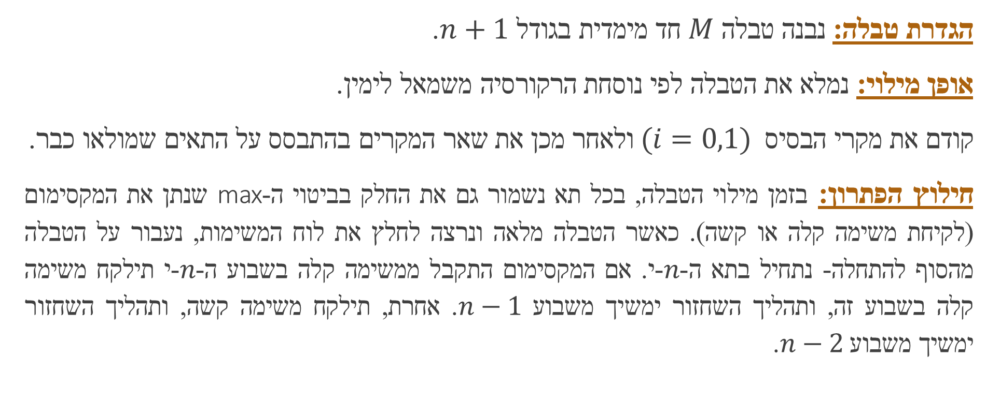 הגדרת טבלה: נבנה טבלה M חד מימדית בגודל n + 1.
אופן מילוי: נמלא את הטבלה לפי נוסחת הרקורסיה משמאל לימין.
קודם את מקרי הבסיס (i = 0,1) ולאחר מכן את שאר המקרים בהתבסס על התאים שמולאו כבר.
חילוץ הפתרון: בזמן מילוי הטבלה, בכל תא נשמור גם את החלק בביטוי ה-max שנתן את המקסימום
(לקיחת משימה קלה או קשה). כאשר הטבלה מלאה ונרצה לחלץ את לוח המשימות, נעבור על הטבלה
מהסוף להתחלה- נתחיל בתא ה-n-י. אם המקסימום התקבל ממשימה קלה בשבוע ה-n-י תילקח משימה
קלה בשבוע זה, ותהליך השחזור ימשיך משבוע n − 1. אחרת, תילקח משימה קשה, ותהליך השחזור
ימשיך משבוע n − 2.